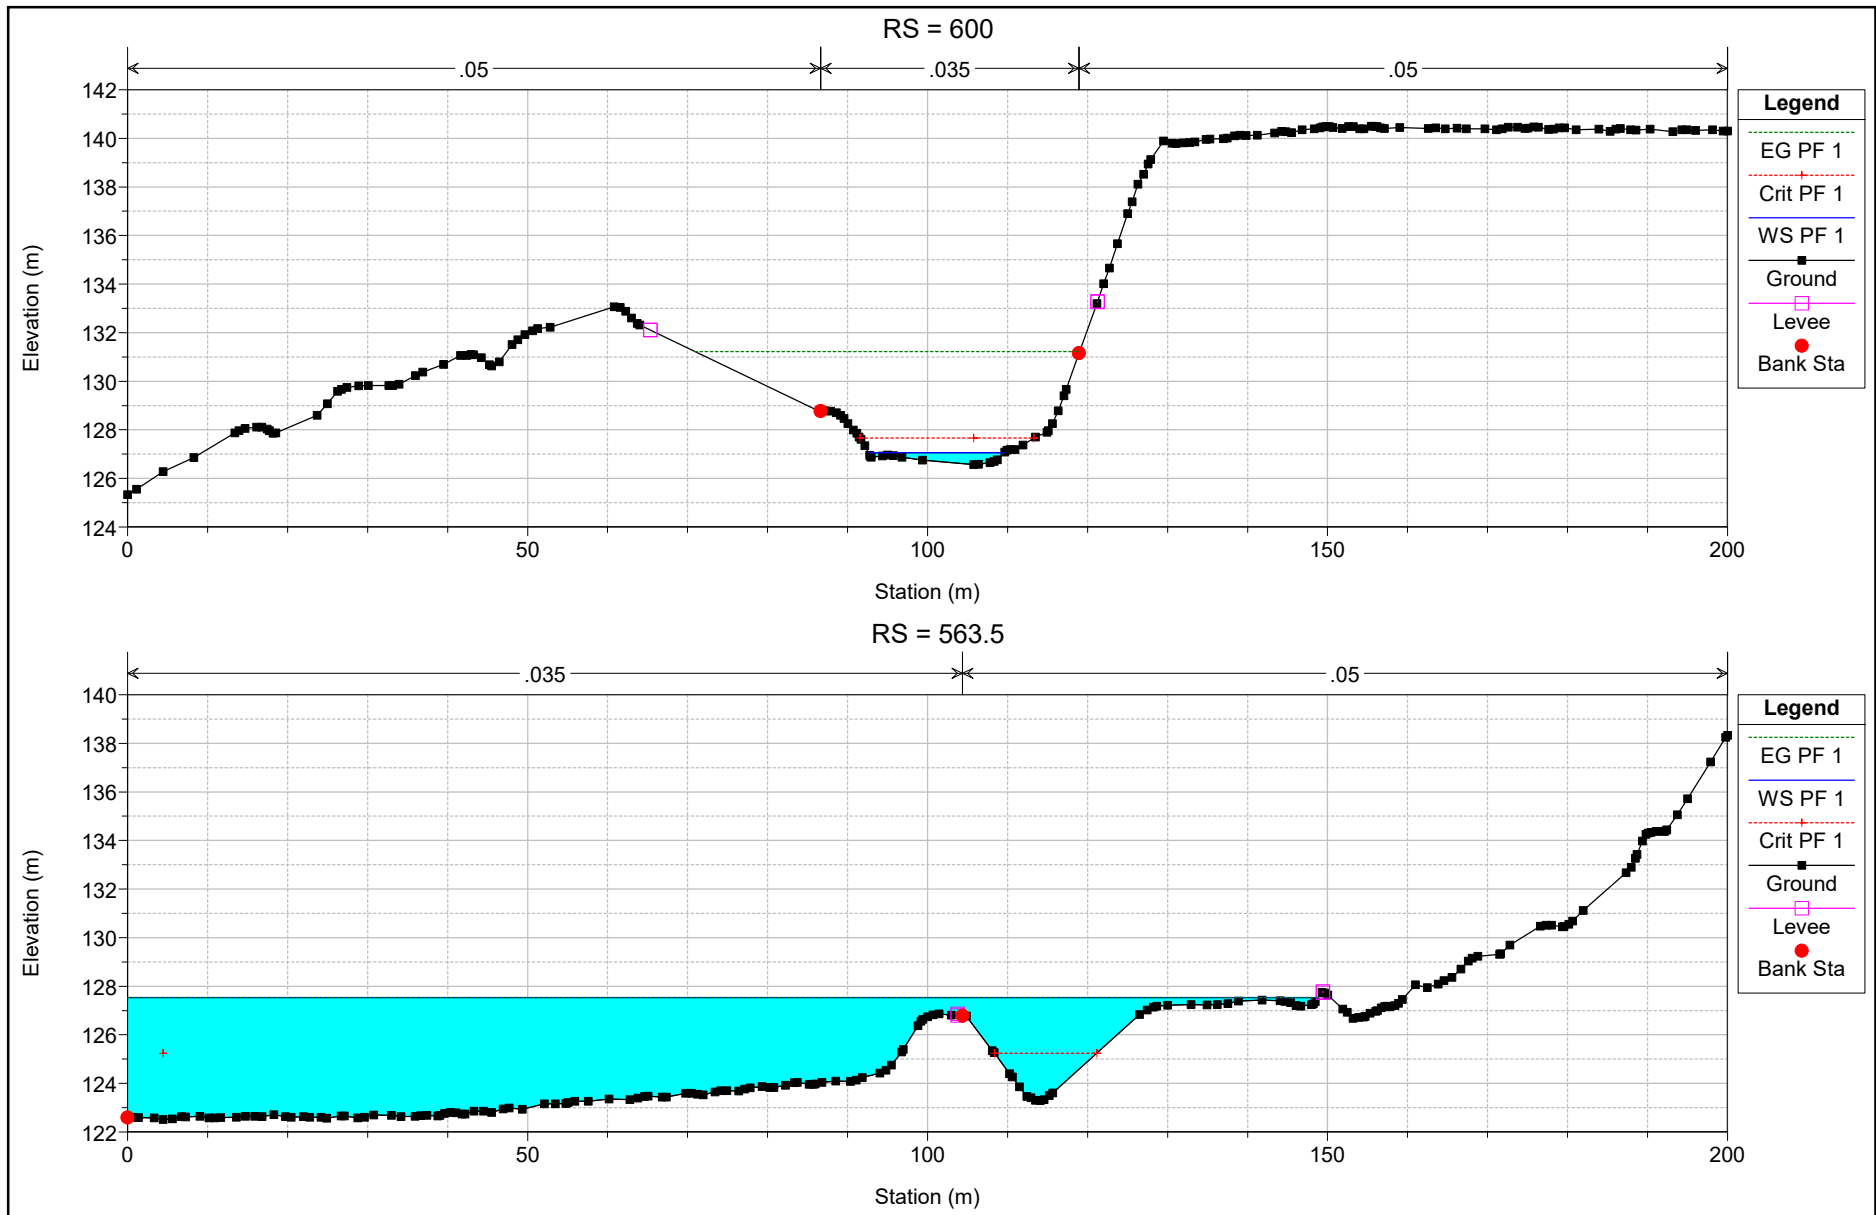 RS = 600
.05
.035
.05
142
140
138
136
134
132
130
128
126
124
Elevation (m)
0
50
100
150
200
Station (m)
Legend
EG PF 1
Crit PF 1
WS PF 1
Ground
Levee
Bank Sta
RS = 563.5
.035
.05
140
138
136
134
132
130
128
126
124
122
Elevation (m)
0
50
100
150
200
Station (m)
Legend
EG PF 1
WS PF 1
Crit PF 1
Ground
Levee
Bank Sta